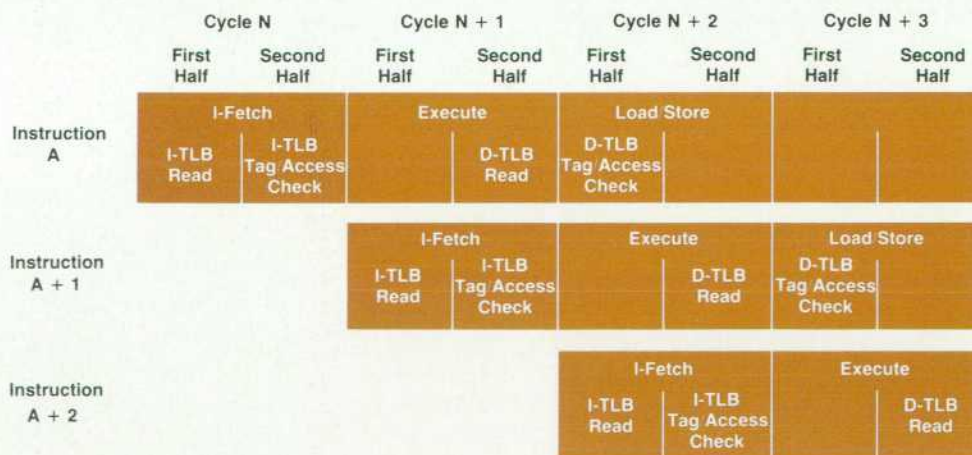 Cycle N Cycle N + 1 Cycle N + 2 Cycle N + 3
First Half Second Half First Half Second Half First Half Second Half First Half Second Half
Instruction A
I-Fetch Execute Load/Store
I-TLB Read I-TLB Tag Access Check D-TLB Read D-TLB Tag Access Check
Instruction A + 1
I-Fetch Execute Load/Store
I-TLB Read I-TLB Tag Access Check D-TLB Read D-TLB Tag Access Check
Instruction A + 2
I-Fetch Execute
I-TLB Read I-TLB Tag Access Check D-TLB Read